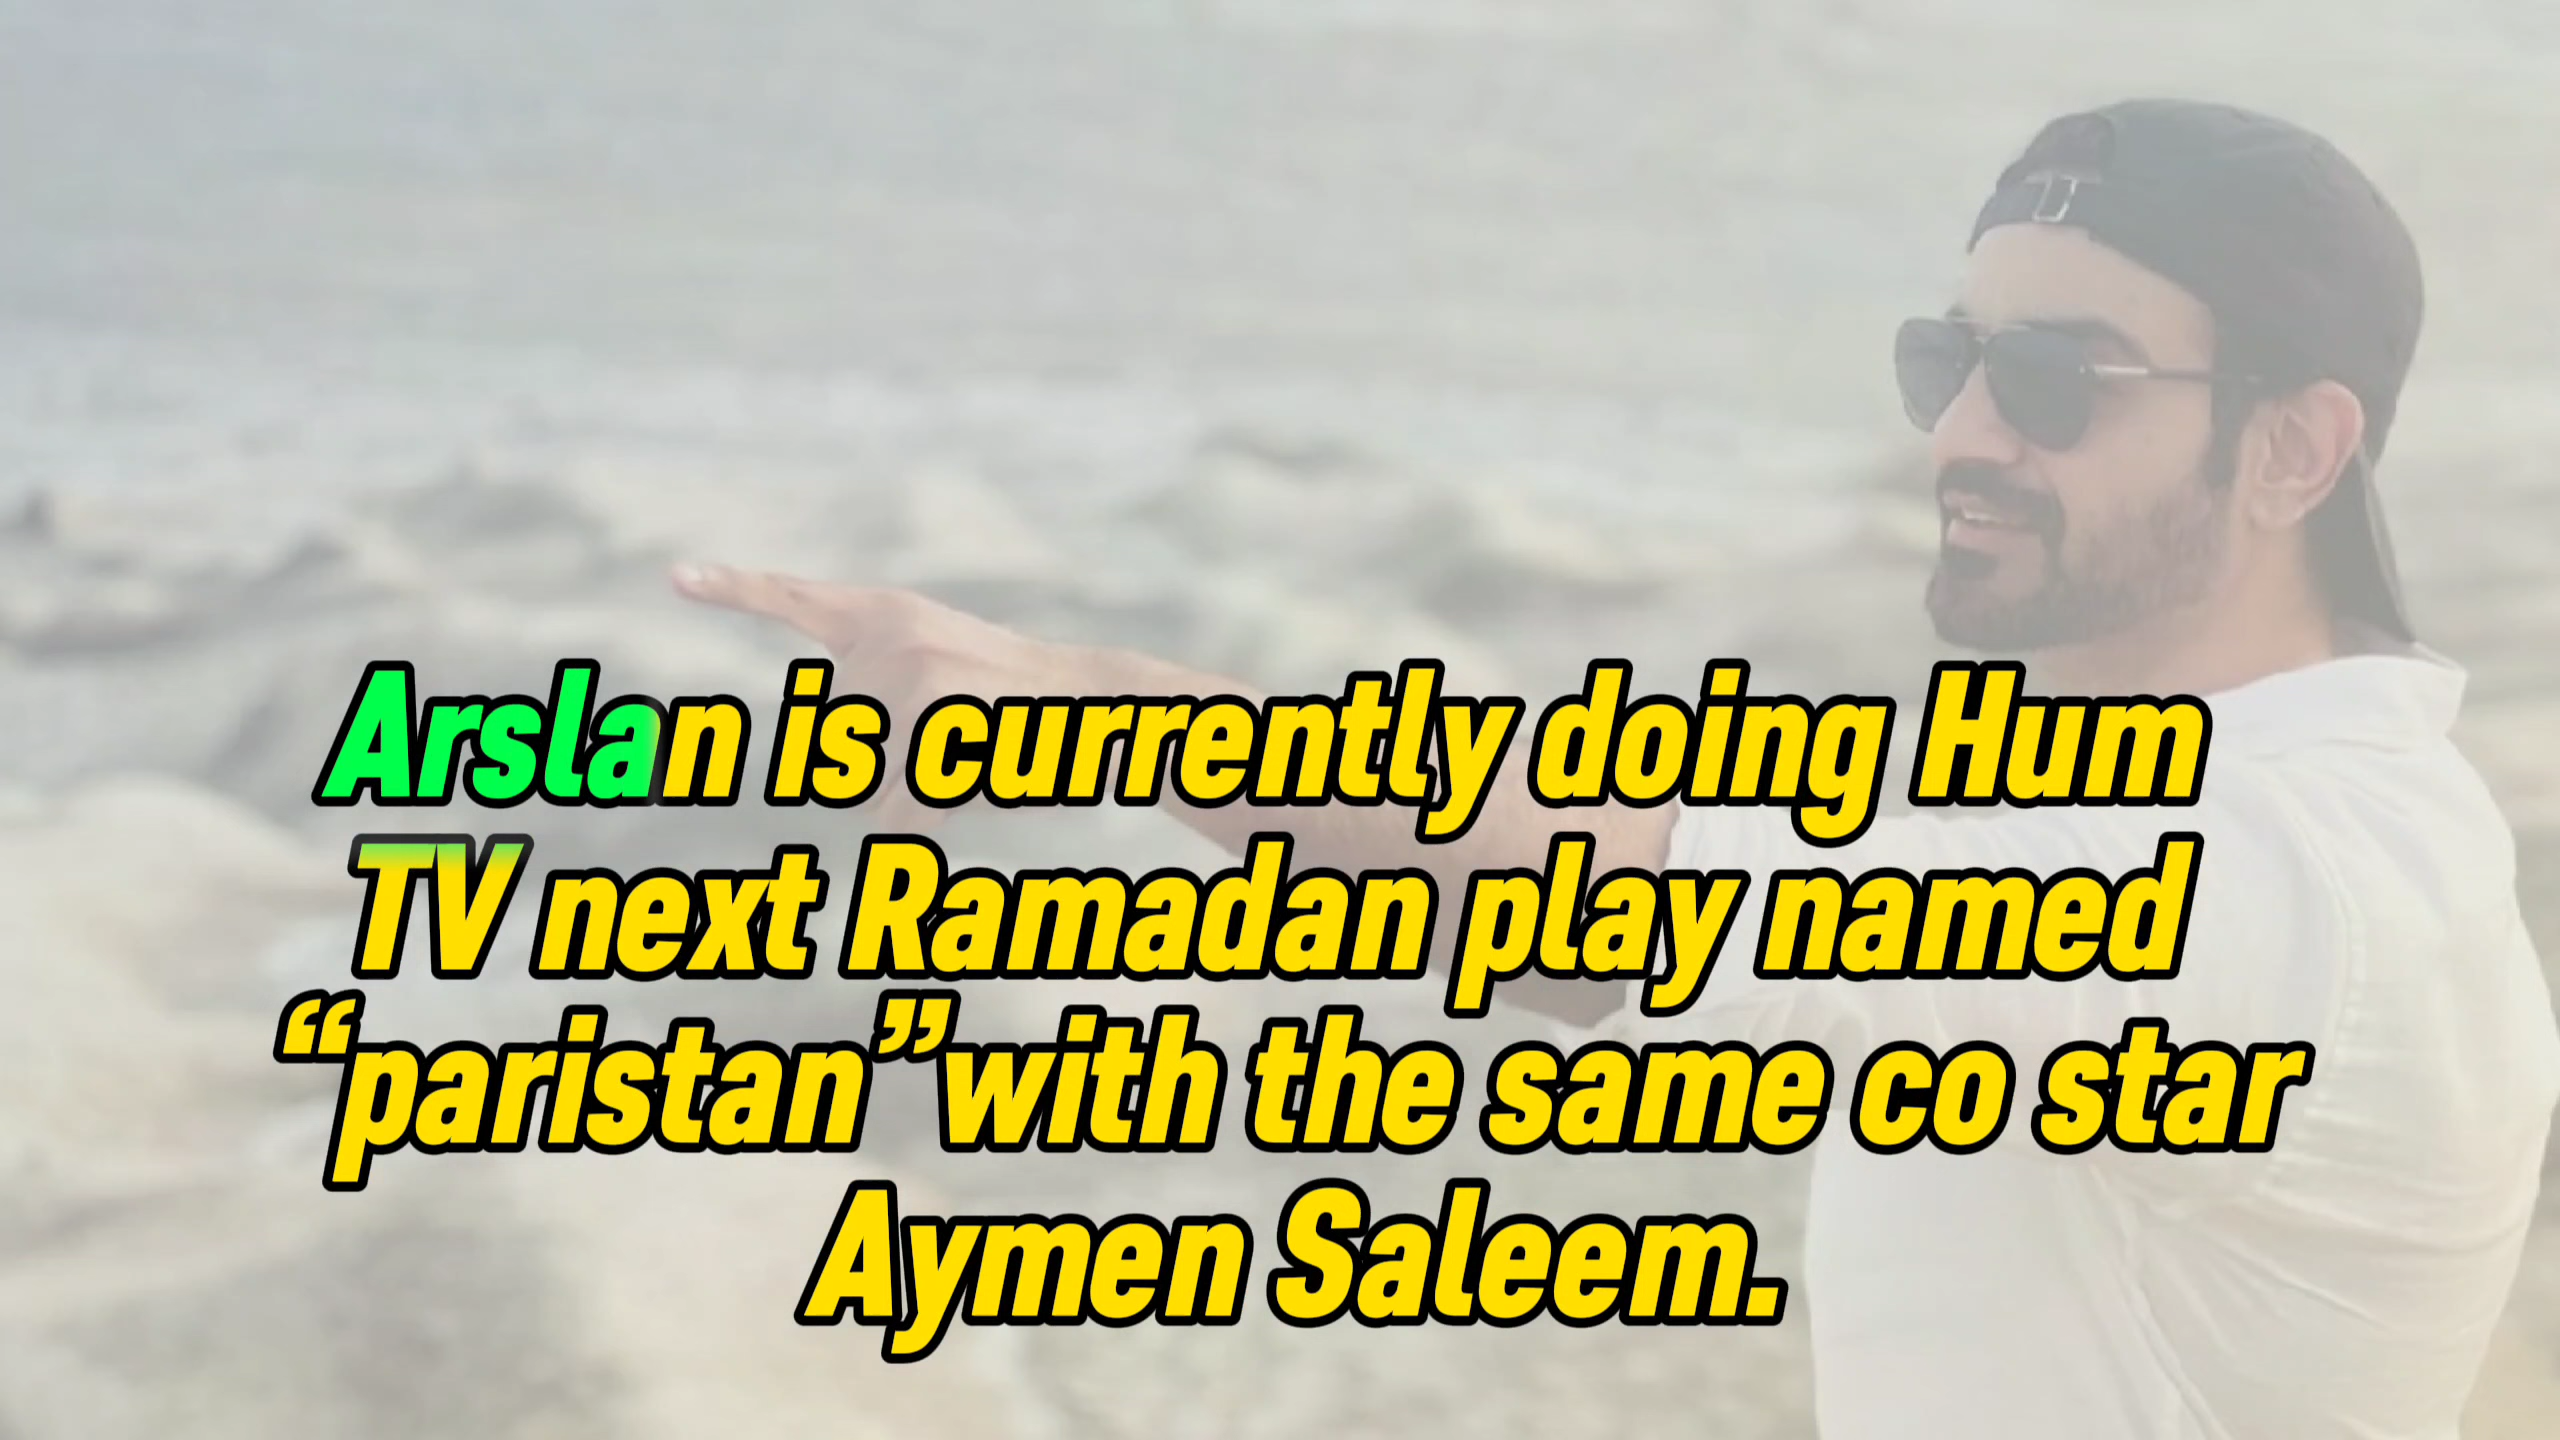 Arslan is currently doing Hum
TV next Ramadan play named
“paristan”with the same co star
Aymen Saleem.